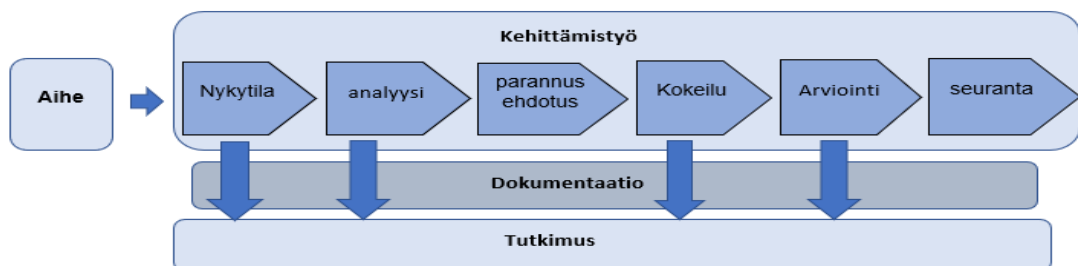 Kehittämistyö
Aihe
Nykytila
analyysi
parannus
ehdotus
Kokeilu
Arviointi
seuranta
Dokumentaatio
Tutkimus